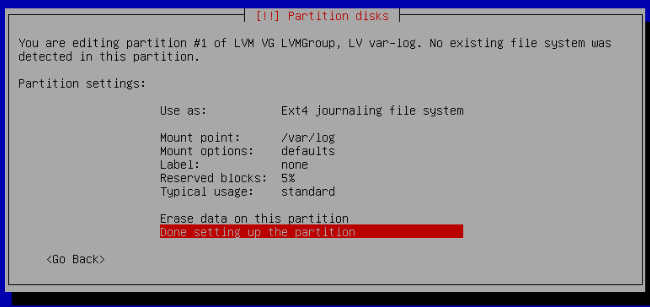 [!!] Partition disks
You are editing partition #1 of LVM VG LVMGroup, LV var-log. No existing file system was
detected in this partition.
Partition settings:
Use as: Ext4 journaling file system
Mount point: /var/log
Mount options: defaults
Label: none
Reserved blocks: 5%
Typical usage: standard
Erase data on this partition
Done setting up the partition
<Go Back>